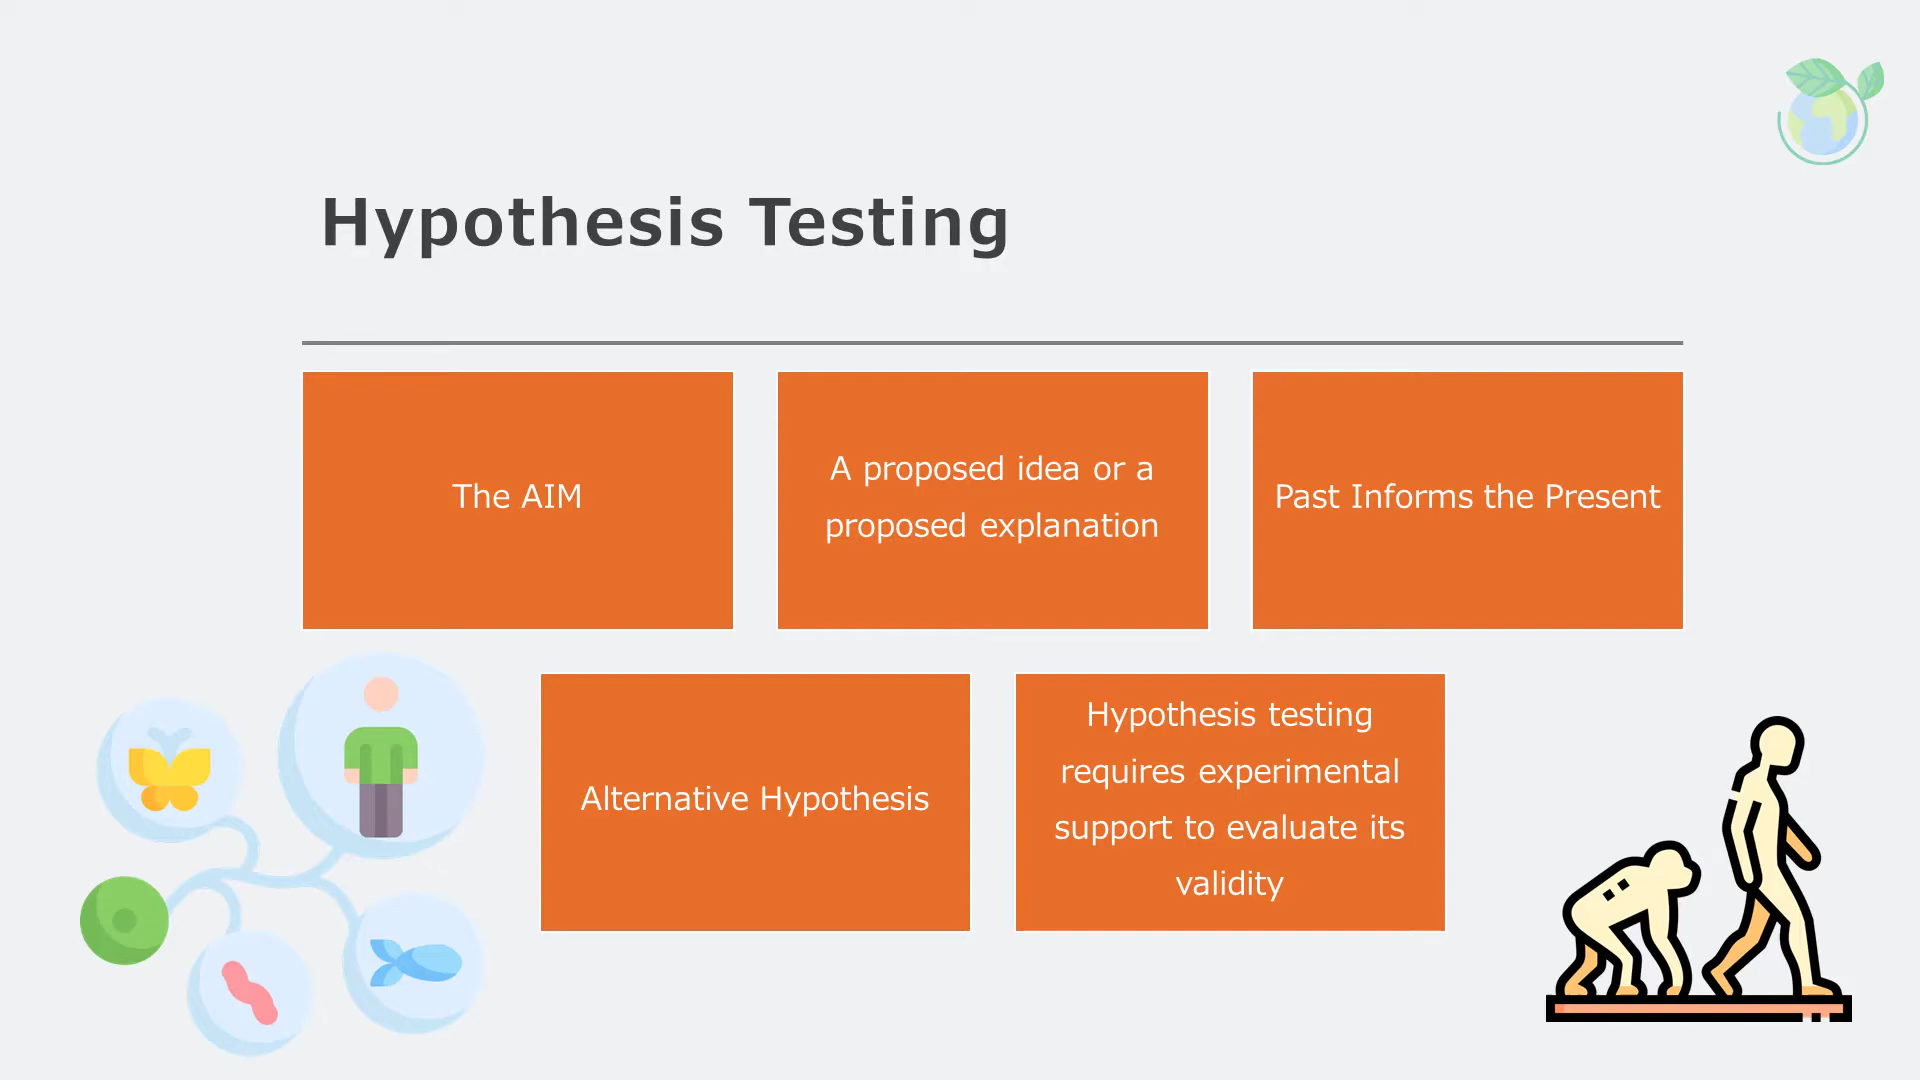 Hypothesis Testing
The AIM
A proposed idea or a
proposed explanation
Past Informs the Present
Alternative Hypothesis
Hypothesis testing
requires experimental
support to evaluate its
validity